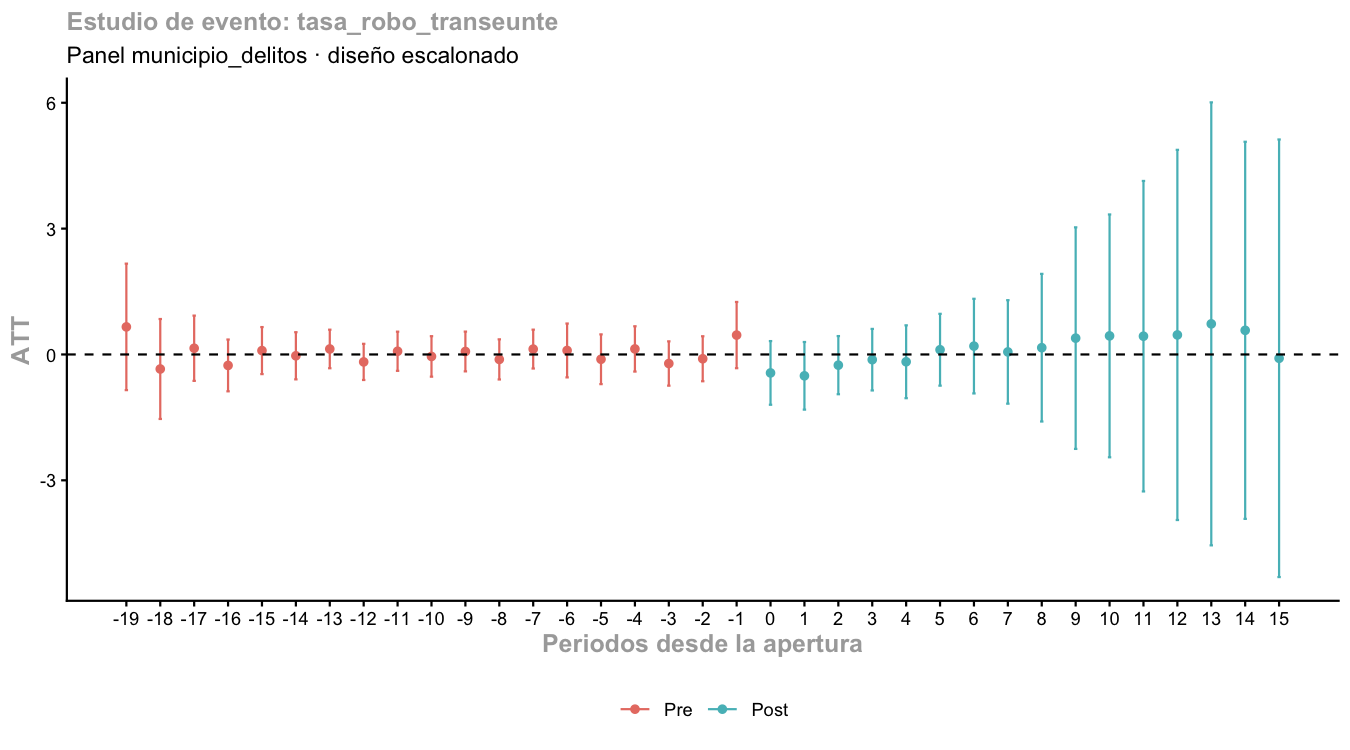 Estudio de evento: tasa_robo_transeunte
Panel municipio_delitos · diseño escalonado
ATT
6
3
0
-3
-19 -18 -17 -16 -15 -14 -13 -12 -11 -10 -9 -8 -7 -6 -5 -4 -3 -2 -1 0 1 2 3 4 5 6 7 8 9 10 11 12 13 14 15
Periodos desde la apertura
Pre Post